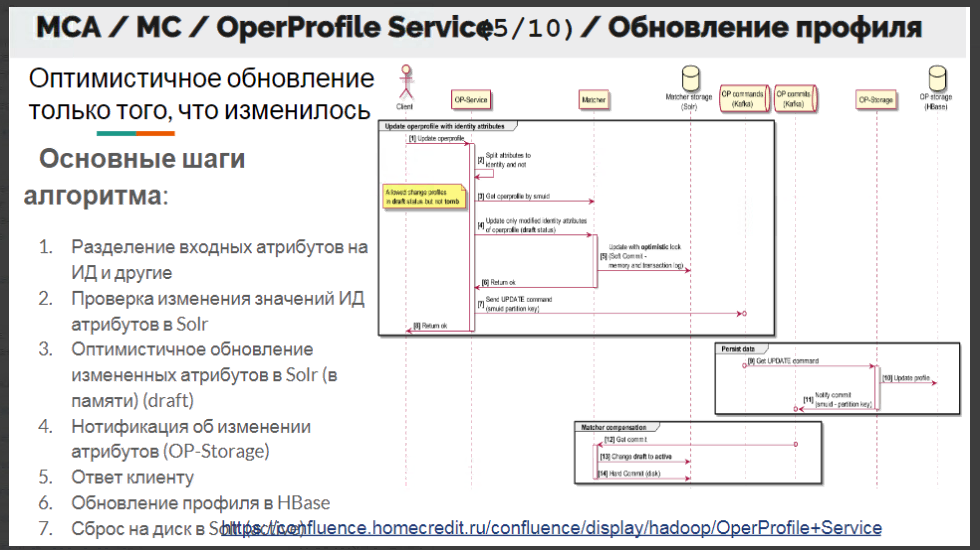 MCA / MC / OperProfile Service(5/10) / Обновление профиля
Оптимистичное обновление
только того, что изменилось
Основные шаги
алгоритма:
1. Разделение входных атрибутов на
ИД и другие
2. Проверка изменения значений ИД
атрибутов в Solr
3. Оптимистичное обновление
измененных атрибутов в Solr (в
памяти) (draft)
4. Нотификация об изменении
атрибутов (OP-Storage)
5. Ответ клиенту
6. Обновление профиля в HBase
7. Сброс на диск в Solr (active)
https://confluence.homecredit.ru/confluence/display/hadoop/OperProfile+Service
Client
OP-Service
Matcher
Matcher storage
(Solr)
OP commands
(Kafka)
OP commits
(Kafka)
OP-Storage
OP storage
(HBase)
Update operprofile with identity attributes
[1] Update operprofile
[2] Split attributes to
identity and not
Allowed change profiles
in draft status but not tomb
[3] Get operprofile by smuid
[4] Update only modified identity attributes
of operprofile (draft status)
[5] Update with optimistic lock
(Soft Commit -
memory and transaction log)
[6] Return ok
[7] Send UPDATE command
(smuid partition key)
[8] Return ok
Persist data
[9] Get UPDATE command
[10] Update profile
[11] Notify commit
(smuid - partition key)
Matcher compensation
[12] Get commit
[13] Change draft to active
[14] Hard Commit (disk)